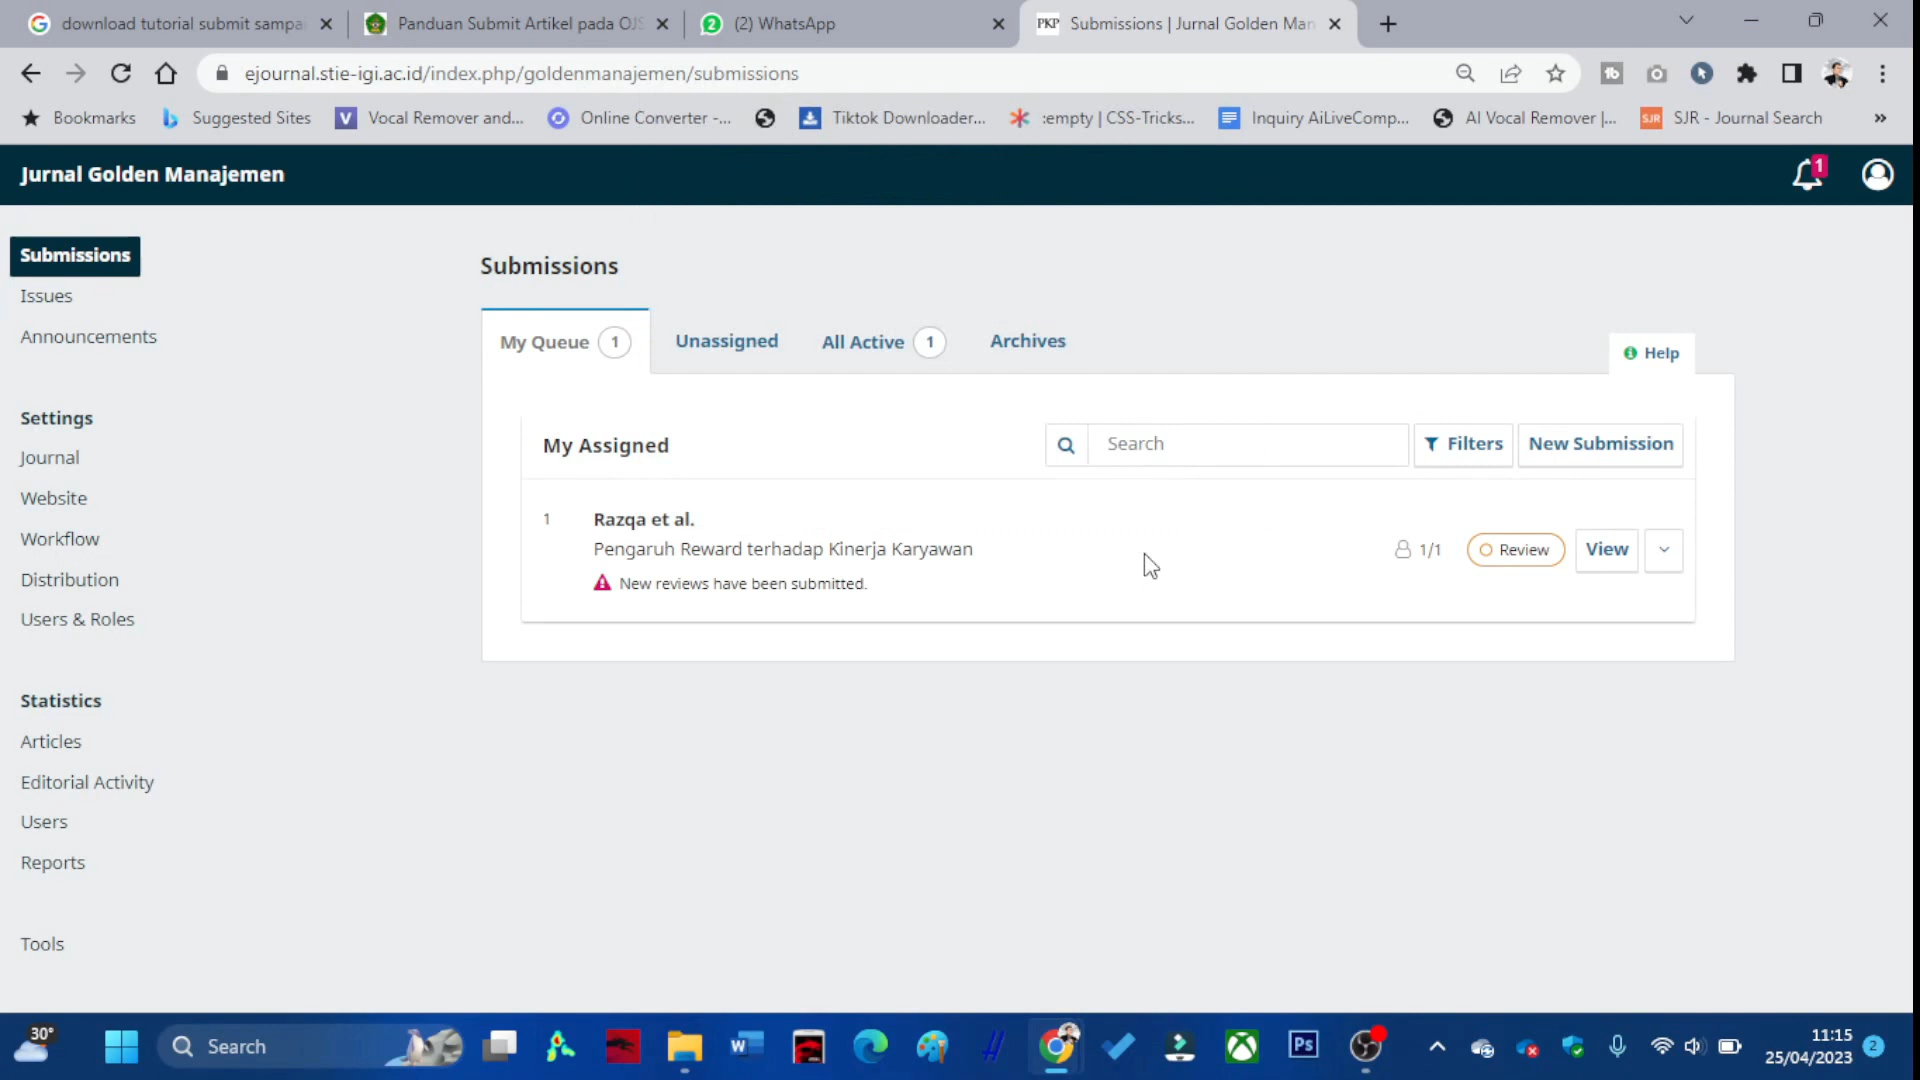 download tutorial submit sampa
Panduan Submit Artikel pada OJS
(2) WhatsApp
Submissions | Jurnal Golden Man
ejournal.stie-igi.ac.id/index.php/goldenmanajemen/submissions
Bookmarks
Suggested Sites
Vocal Remover and...
Online Converter -...
Tiktok Downloader...
:empty | CSS-Tricks...
Inquiry AiLiveComp...
AI Vocal Remover |...
SJR - Journal Search
»
Jurnal Golden Manajemen
1
Submissions
Issues
Announcements
Settings
Journal
Website
Workflow
Distribution
Users & Roles
Statistics
Articles
Editorial Activity
Users
Reports
Tools
Submissions
My Queue 1
Unassigned
All Active 1
Archives
Help
My Assigned
Search
Filters
New Submission
1
Razqa et al.
Pengaruh Reward terhadap Kinerja Karyawan
New reviews have been submitted.
1/1
Review
View
30°
Search
11:15
25/04/2023
2